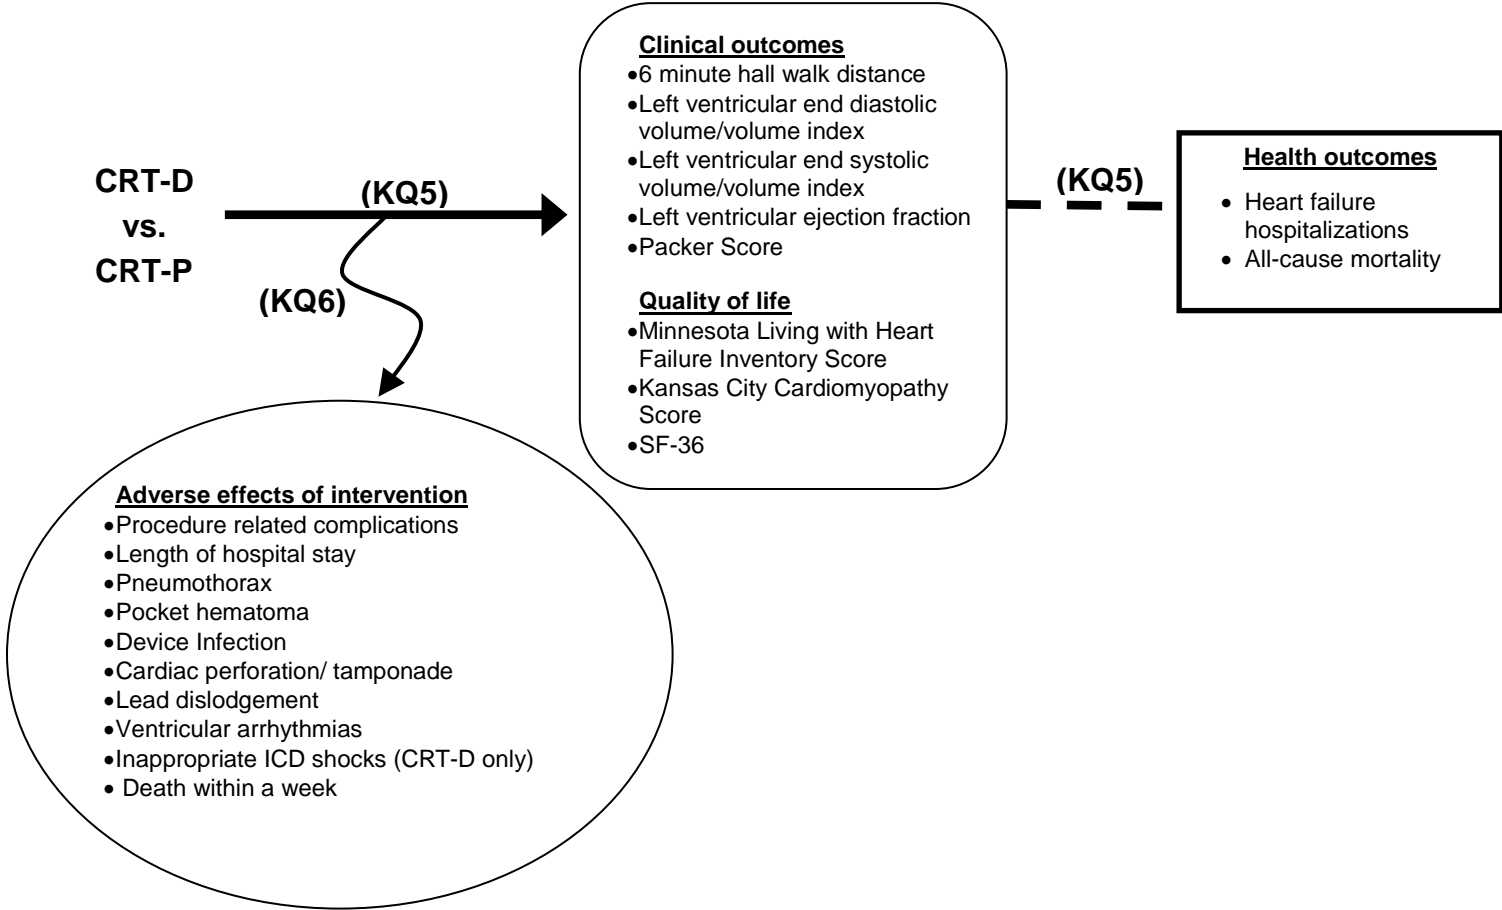 CRT-D
vs.
CRT-P
(KQ5)
(KQ6)
Clinical outcomes
•6 minute hall walk distance
•Left ventricular end diastolic
volume/volume index
•Left ventricular end systolic
volume/volume index
•Left ventricular ejection fraction
•Packer Score
Quality of life
•Minnesota Living with Heart
Failure Inventory Score
•Kansas City Cardiomyopathy
Score
•SF-36
(KQ5)
Health outcomes
• Heart failure
hospitalizations
• All-cause mortality
Adverse effects of intervention
•Procedure related complications
•Length of hospital stay
•Pneumothorax
•Pocket hematoma
•Device Infection
•Cardiac perforation/ tamponade
•Lead dislodgement
•Ventricular arrhythmias
•Inappropriate ICD shocks (CRT-D only)
• Death within a week